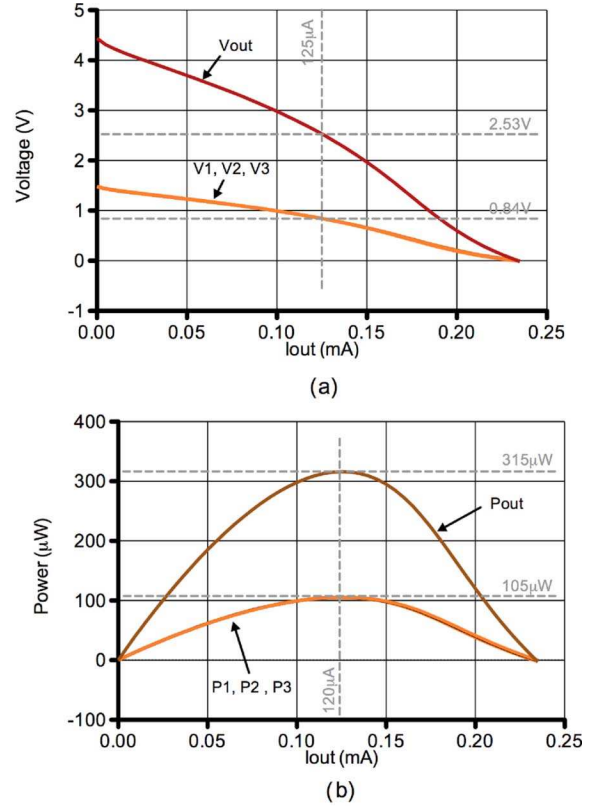 5
4
3
2
1
0
-1
Voltage (V)
125µA
Vout
2.53V
V1, V2, V3
0.84V
0.00
0.05
0.10
0.15
0.20
0.25
Iout (mA)
(a)
400
300
200
100
0
-100
Power (µW)
315µW
Pout
105µW
P1, P2 , P3
120µA
0.00
0.05
0.10
0.15
0.20
0.25
Iout (mA)
(b)